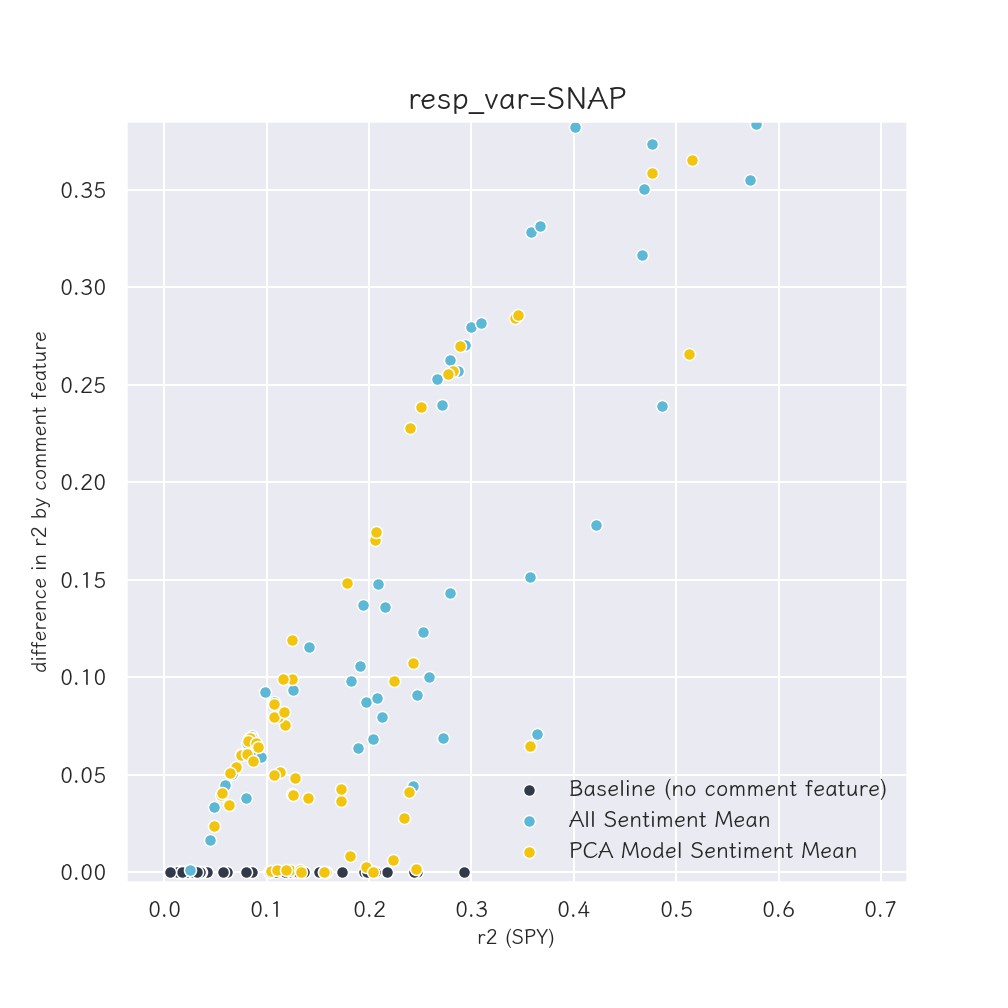 resp_var=SNAP
0.35
0.30
0.25
0.20
0.15
0.10
0.05
0.00
difference in r2 by comment feature
Baseline (no comment feature)
All Sentiment Mean
PCA Model Sentiment Mean
0.0 0.1 0.2 0.3 0.4 0.5 0.6 0.7
r2 (SPY)